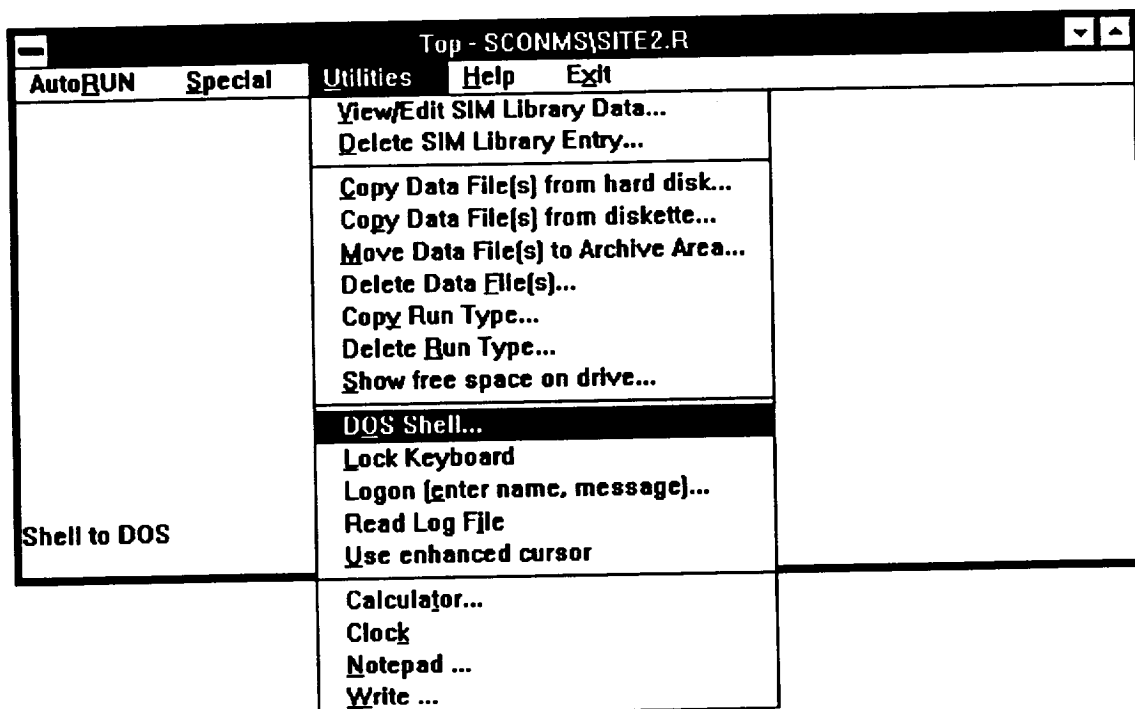 Top - SCONMS\SITE2.R
AutoRUN Special Utilities Help Exit
View/Edit SIM Library Data...
Delete SIM Library Entry...
Copy Data File(s) from hard disk...
Copy Data File(s) from diskette...
Move Data File(s) to Archive Area...
Delete Data File(s)...
Copy Run Type...
Delete Run Type...
Show free space on drive...
DOS Shell...
Lock Keyboard
Logon (enter name, message)...
Read Log File
Use enhanced cursor
Shell to DOS
Calculator...
Clock
Notepad ...
Write ...